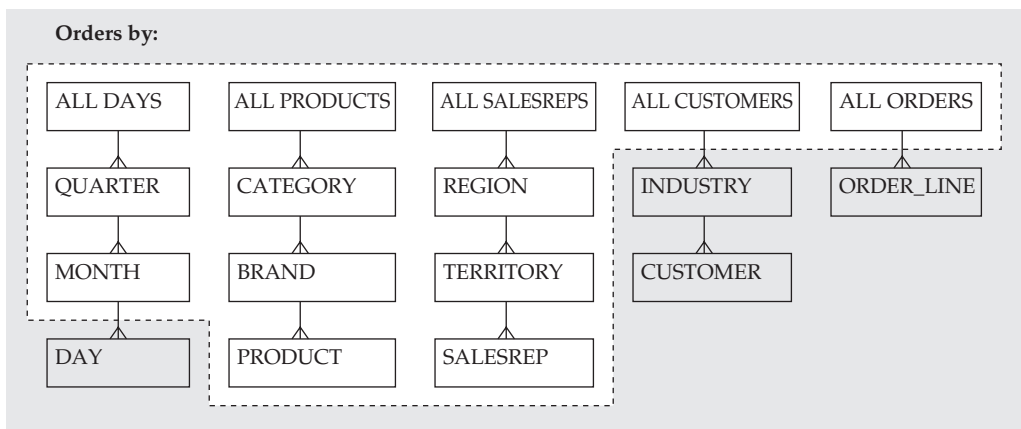 Orders by:
ALL DAYS
ALL PRODUCTS
ALL SALESREPS
ALL CUSTOMERS
ALL ORDERS
QUARTER
CATEGORY
REGION
INDUSTRY
ORDER_LINE
MONTH
BRAND
TERRITORY
CUSTOMER
DAY
PRODUCT
SALESREP